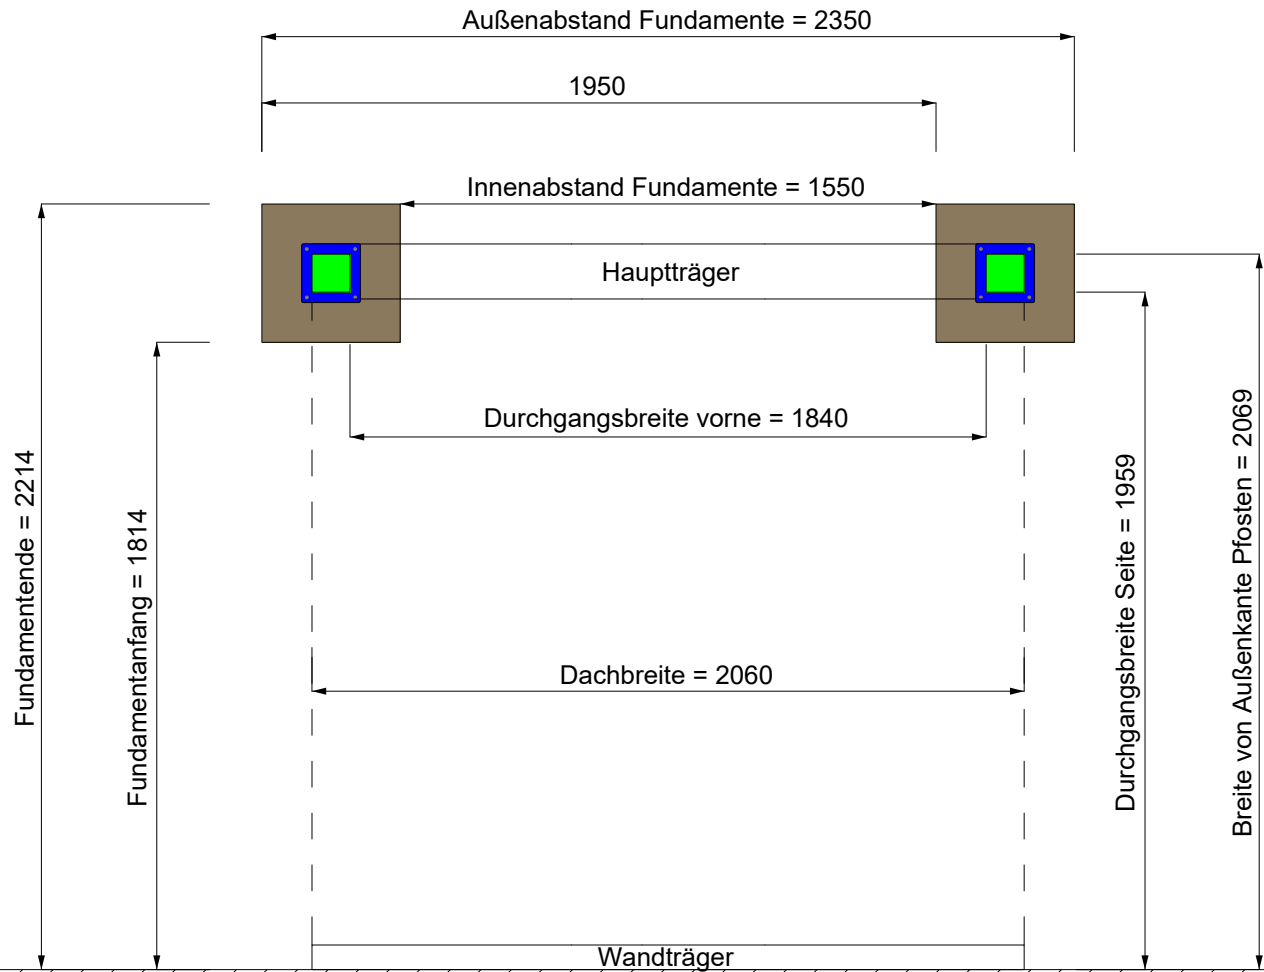 Außenabstand Fundamente = 2350
1950
Innenabstand Fundamente = 1550
Hauptträger
Durchgangsbreite vorne = 1840
Fundamentende = 2214
Fundamentanfang = 1814
Durchgangsbreite Seite = 1959
Breite von Außenkante Pfosten = 2069
Dachbreite = 2060
Wandträger